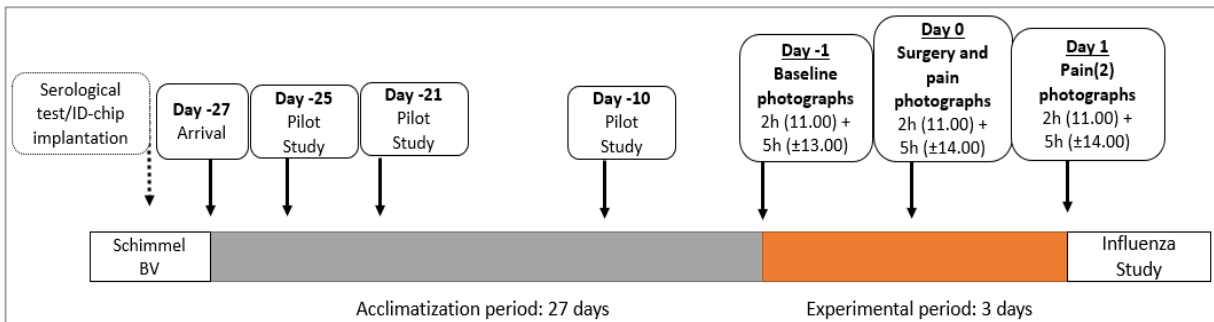 Serological
test/ID-chip
implantation
Day -27
Arrival
Day -25
Pilot
Study
Day -21
Pilot
Study
Day -10
Pilot
Study
Day -1
Baseline
photographs
2h (11.00) +
5h (±13.00)
Day 0
Surgery and
pain
photographs
2h (11.00) +
5h (±14.00)
Day 1
Pain(2)
photographs
2h (11.00) +
5h (±14.00)
Schimmel
BV
Influenza
Study
Acclimatization period: 27 days
Experimental period: 3 days